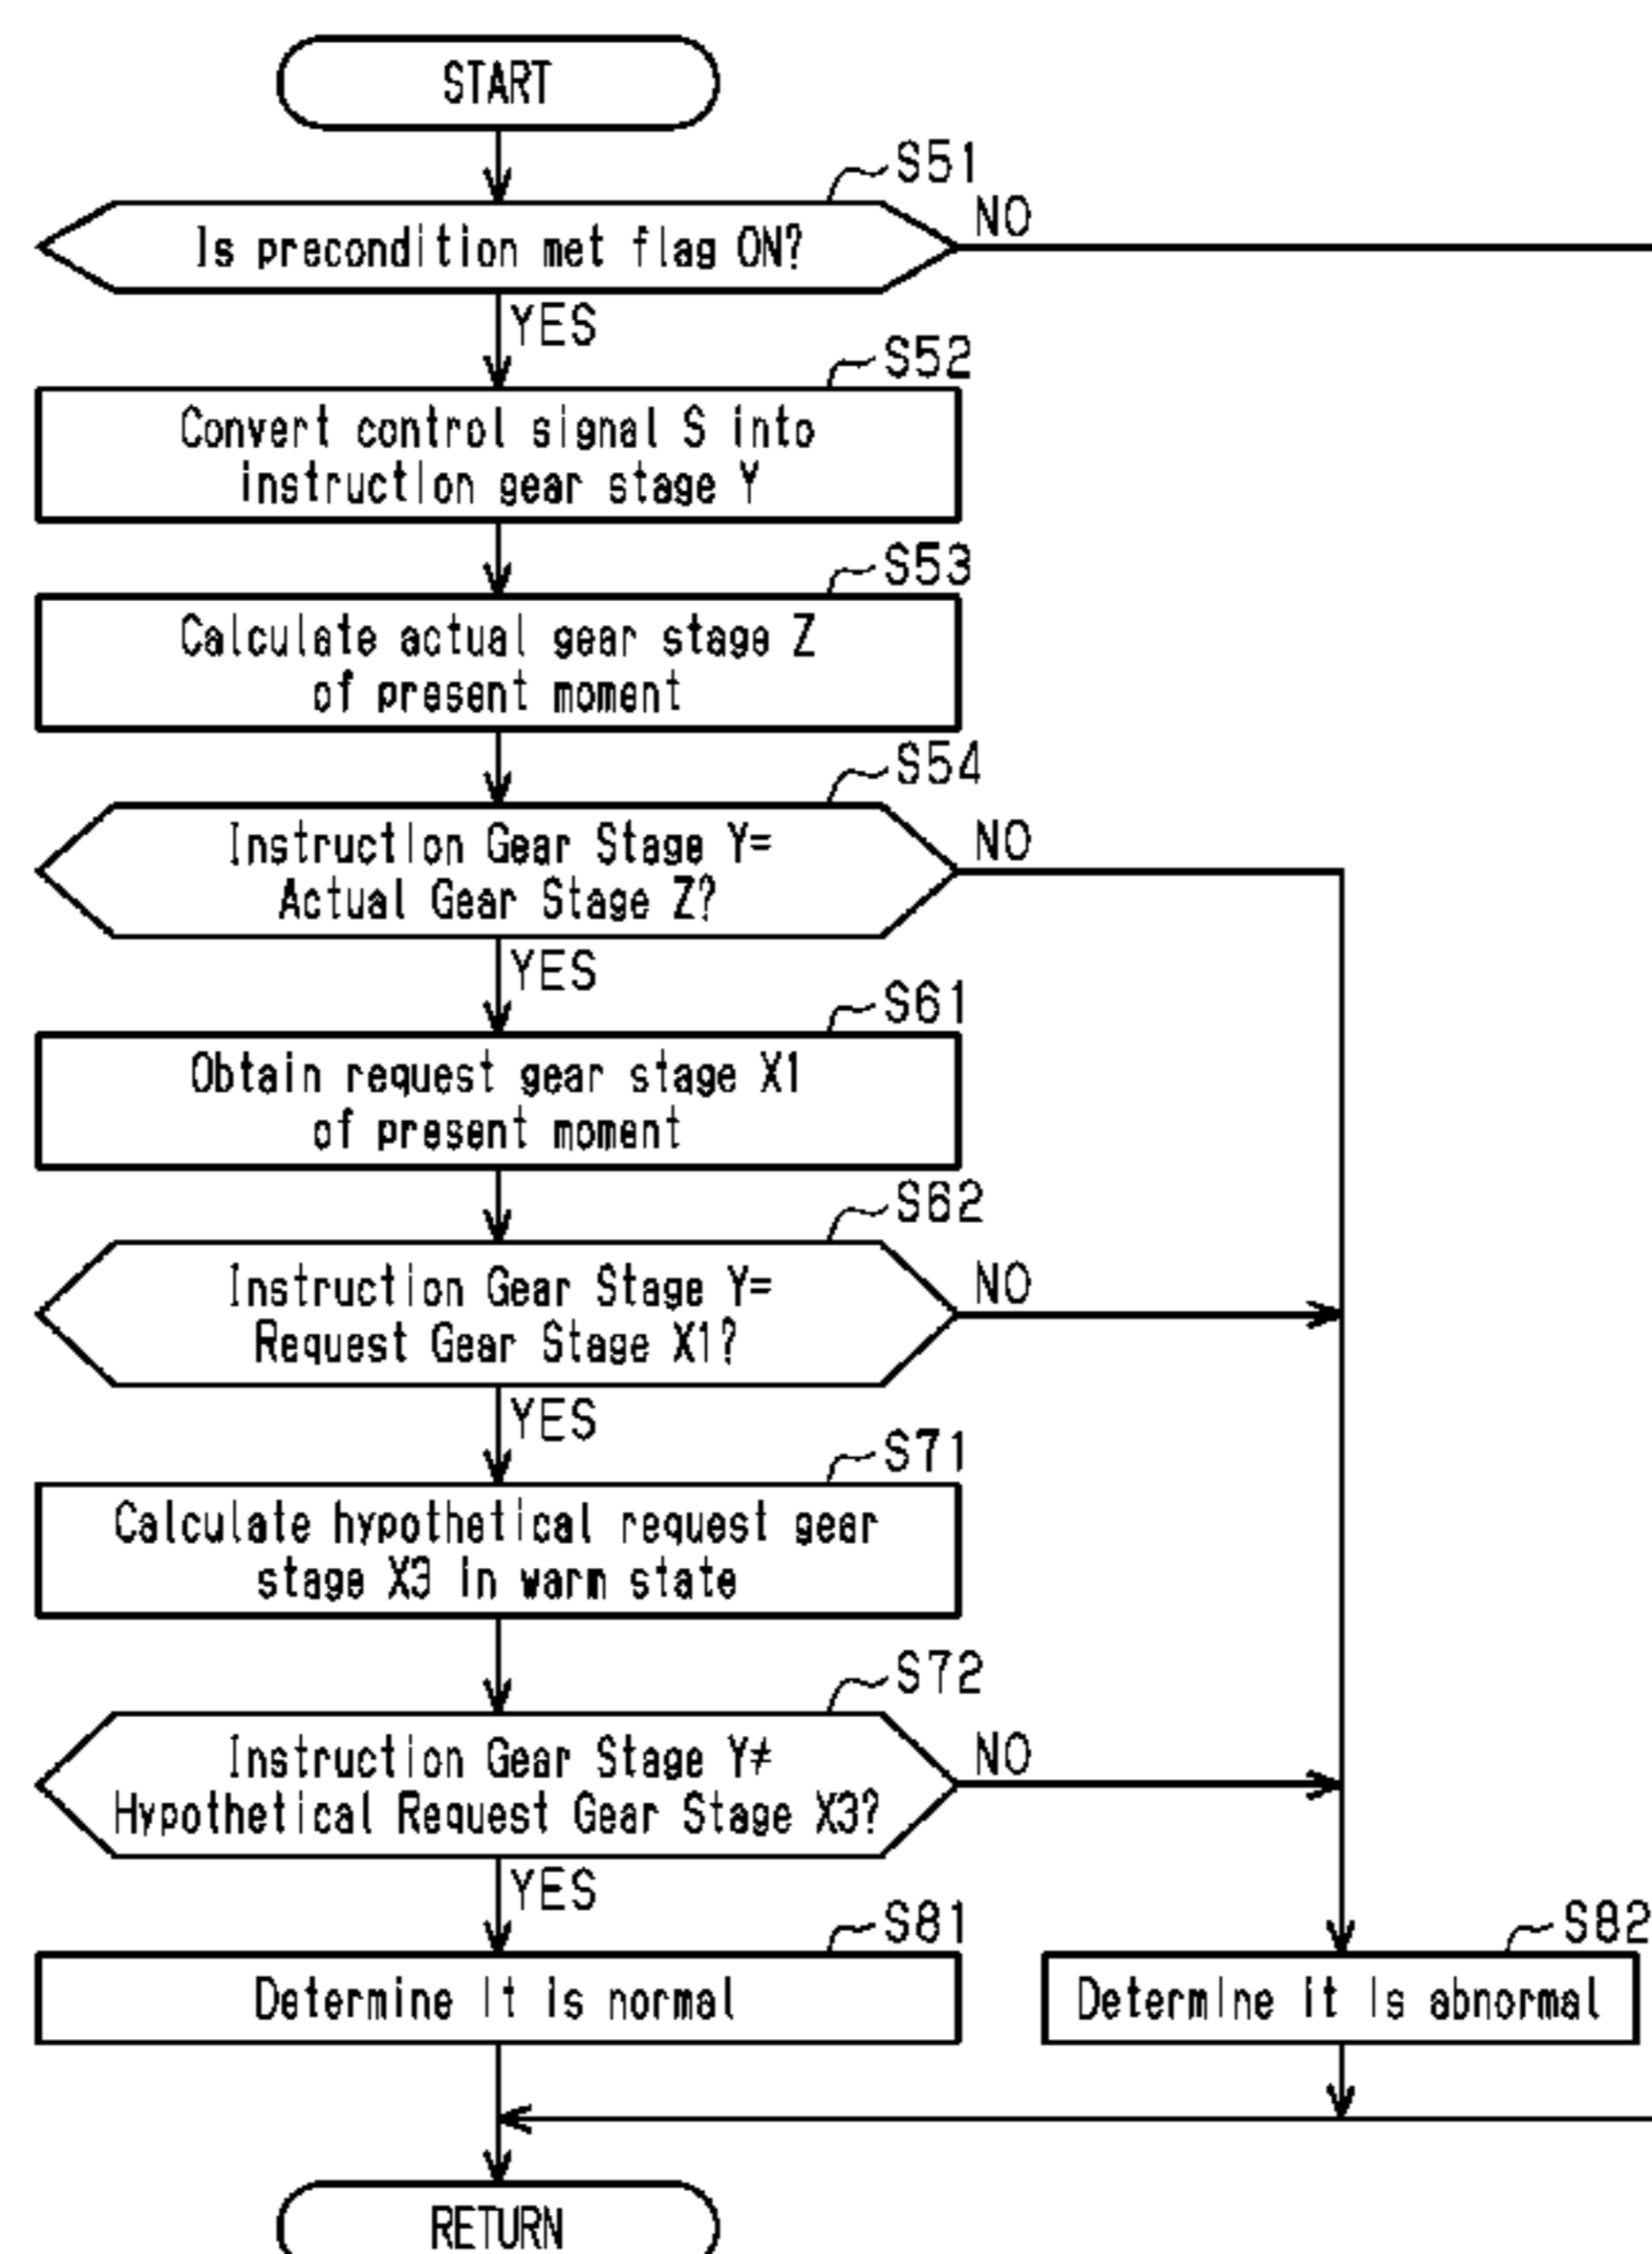 START
S51
Is precondition met flag ON?
NO
YES
S52
Convert control signal S into
instruction gear stage Y
S53
Calculate actual gear stage Z
of present moment
S54
Instruction Gear Stage Y=
Actual Gear Stage Z?
NO
YES
S61
Obtain request gear stage X1
of present moment
S62
Instruction Gear Stage Y=
Request Gear Stage X1?
NO
YES
S71
Calculate hypothetical request gear
stage X3 in warm state
S72
Instruction Gear Stage Y≠
Hypothetical Request Gear Stage X3?
NO
YES
S81
Determine it is normal
S82
Determine it is abnormal
RETURN